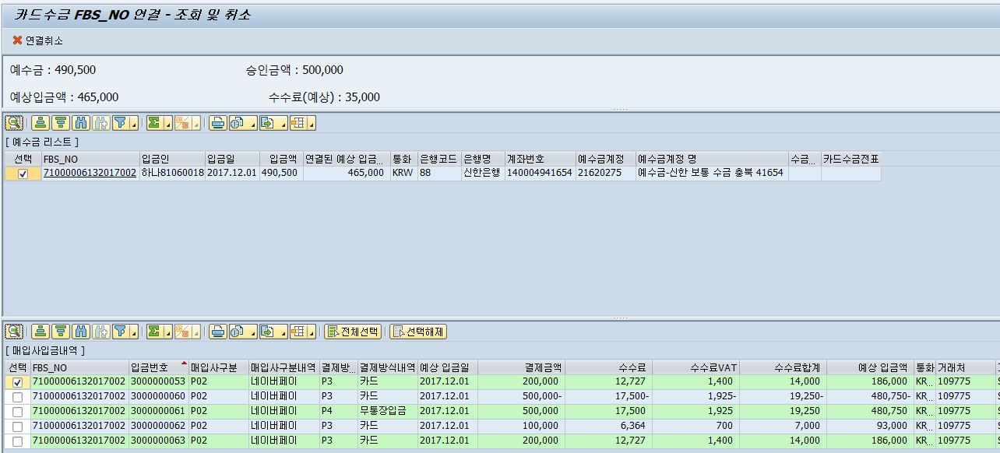 카드수금 FBS_NO 연결 - 조회 및 취소
연결취소
예수금 : 490,500 승인금액 : 500,000
예상입금액 : 465,000 수수료(예상) : 35,000
[ 예수금 리스트 ]
선택 FBS_NO 입금인 입금일 입금액 연결된 예상 입금... 통화 은행코드 은행명 계좌번호 예수금계정 예수금계정 명 수금... 카드수금전표
71000006132017002 하나81060018 2017.12.01 490,500 465,000 KRW 88 신한은행 140004941654 21620275 예수금-신한 보통 수금 충북 41654
전체선택 선택해제
[ 매입사입금내역 ]
선택 FBS_NO 입금번호 매입사구분 매입사구분내역 결제방... 결제방식내역 예상 입금일 결제금액 수수료 수수료VAT 수수료합계 예상 입금액 통화 거래처
71000006132017002 3000000053 P02 네이버페이 P3 카드 2017.12.01 200,000 12,727 1,400 14,000 186,000 KR... 109775
71000006132017002 3000000060 P02 네이버페이 P3 카드 2017.12.01 500,000- 17,500- 1,925- 19,250- 480,750- KR... 109775
71000006132017002 3000000061 P02 네이버페이 P4 무통장입금 2017.12.01 500,000 17,500 1,925 19,250 480,750 KR... 109775
71000006132017002 3000000062 P02 네이버페이 P3 카드 2017.12.01 100,000 6,364 700 7,000 93,000 KR... 109775
71000006132017002 3000000063 P02 네이버페이 P3 카드 2017.12.01 200,000 12,727 1,400 14,000 186,000 KR... 109775